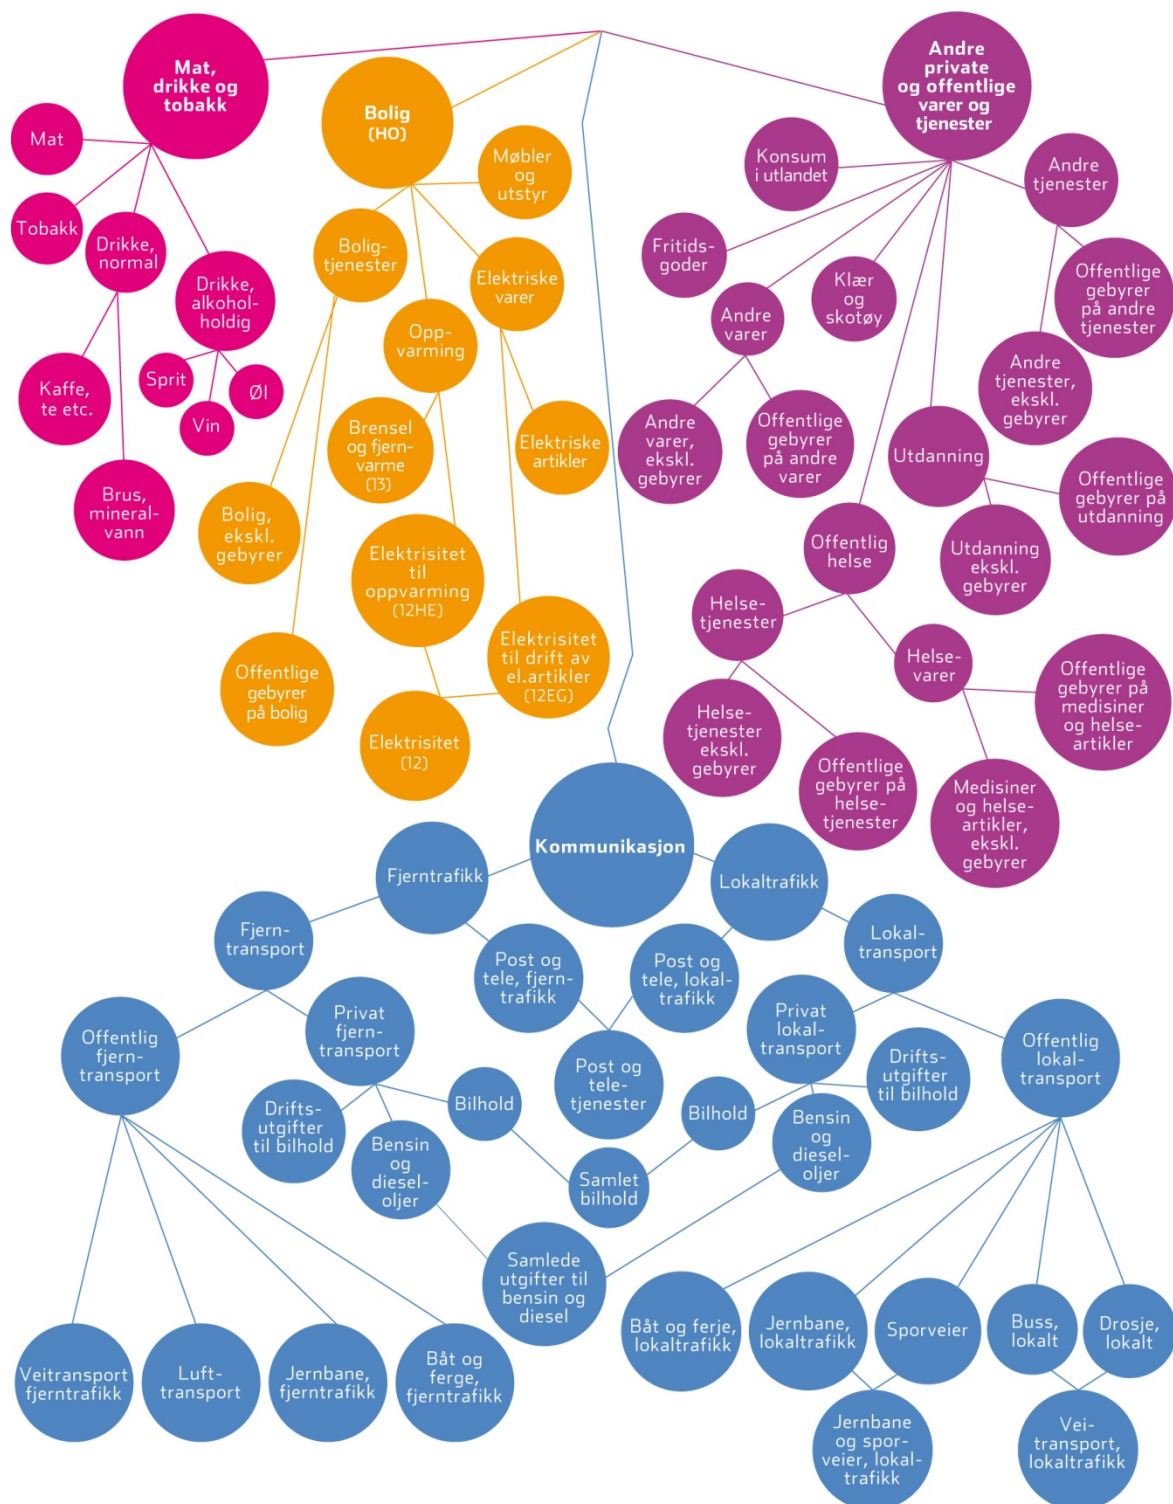 Mat,
drikke og
tobakk
Mat
Tobakk
Drikke,
normal
Drikke,
alkohol-
holdig
Kaffe,
te etc.
Brus,
mineral-
vann
Sprit
Vin
Øl
Bolig
(HO)
Møbler
og
utstyr
Bolig-
tjenester
Elektriske
varer
Opp-
varming
Brensel
og fjern-
varme
(13)
Elektriske
artikler
Bolig,
ekskl.
gebyrer
Elektrisitet
til
oppvarming
(12HE)
Elektrisitet
til drift av
el.artikler
(12EG)
Offentlige
gebyrer
på bolig
Elektrisitet
(12)
Andre
private
og offentlige
varer og
tjenester
Konsum
i utlandet
Andre
tjenester
Fritids-
goder
Klær
og
skotøy
Offentlige
gebyrer
på andre
tjenester
Andre
varer
Andre
tjenester,
ekskl.
gebyrer
Andre
varer,
ekskl.
gebyrer
Offentlige
gebyrer
på andre
varer
Utdanning
Offentlige
gebyrer på
utdanning
Utdanning
ekskl.
gebyrer
Offentlig
helse
Helse-
tjenester
Helse-
varer
Helse-
tjenester
ekskl.
gebyrer
Offentlige
gebyrer på
helse-
tjenester
Offentlige
gebyrer på
medisiner
og helse-
artikler
Medisiner
og helse-
artikler,
ekskl.
gebyrer
Kommunikasjon
Fjerntrafikk
Lokaltrafikk
Fjern-
transport
Post og
tele, fjern-
trafikk
Post og
tele, lokal-
trafikk
Lokal-
transport
Offentlig
fjern-
transport
Privat
fjern-
transport
Post og
tele-
tjenester
Privat
lokal-
transport
Offentlig
lokal-
transport
Drifts-
utgifter
til bilhold
Bensin
og
diesel-
oljer
Bilhold
Samlet
bilhold
Bilhold
Bensin
og
diesel-
oljer
Drifts-
utgifter
til bilhold
Samlede
utgifter til
bensin og
diesel
Veitransport
fjerntrafikk
Luft-
transport
Jernbane,
fjerntrafikk
Båt og
ferge,
fjerntrafikk
Båt og ferje,
lokaltrafikk
Jernbane,
lokaltrafikk
Sporveier
Buss,
lokalt
Drosje,
lokalt
Jernbane
og spor-
veier, lokal-
trafikk
Vei-
transport,
lokaltrafikk